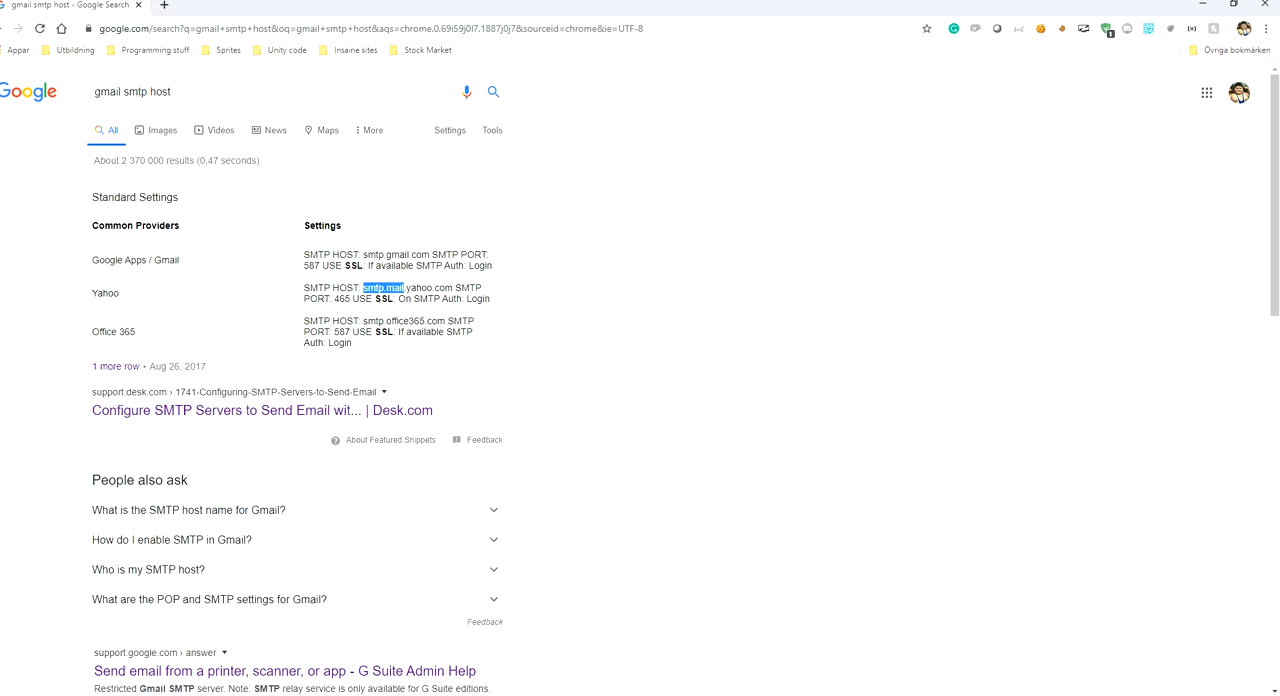 gmail smtp host - Google Search
google.com/search?q=gmail+smtp+host&oq=gmail+smtp+host&aqs=chrome.0.69i59j0l7.1887j0j7&sourceid=chrome&ie=UTF-8
Appar Utbildning Programming stuff Sprites Unity code Insaine sites Stock Market Övriga bokmärken
Google gmail smtp host
All Images Videos News Maps More Settings Tools
About 2 370 000 results (0,47 seconds)
Standard Settings
Common Providers Settings
Google Apps / Gmail
SMTP HOST: smtp.gmail.com SMTP PORT:
587 USE SSL: If available SMTP Auth: Login
Yahoo
SMTP HOST: smtp.mail.yahoo.com SMTP
PORT: 465 USE SSL: On SMTP Auth: Login
Office 365
SMTP HOST: smtp.office365.com SMTP
PORT: 587 USE SSL: If available SMTP
Auth: Login
1 more row • Aug 26, 2017
support.desk.com › 1741-Configuring-SMTP-Servers-to-Send-Email
Configure SMTP Servers to Send Email wit... | Desk.com
About Featured Snippets Feedback
People also ask
What is the SMTP host name for Gmail?
How do I enable SMTP in Gmail?
Who is my SMTP host?
What are the POP and SMTP settings for Gmail?
Feedback
support.google.com › answer
Send email from a printer, scanner, or app - G Suite Admin Help
Restricted Gmail SMTP server. Note: SMTP relay service is only available for G Suite editions.